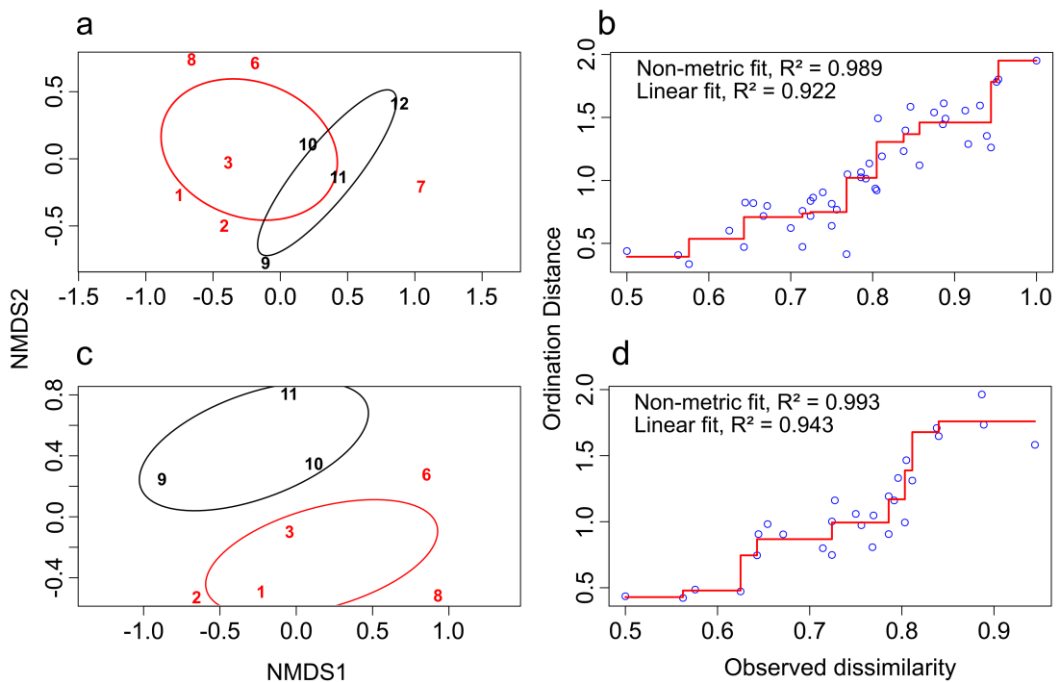 a
NMDS2
0.5
0.0
-0.5
8
6
12
10
3
11
7
1
2
9
-1.5 -1.0 -0.5 0.0 0.5 1.0 1.5
b
Ordination Distance
2.0
1.5
1.0
0.5
Non-metric fit, R² = 0.989
Linear fit, R² = 0.922
0.5 0.6 0.7 0.8 0.9 1.0
c
0.8
0.4
0.0
-0.4
11
10
9
6
3
1
2
8
-1.0 -0.5 0.0 0.5 1.0
NMDS1
d
2.0
1.5
1.0
0.5
Non-metric fit, R² = 0.993
Linear fit, R² = 0.943
0.5 0.6 0.7 0.8 0.9
Observed dissimilarity